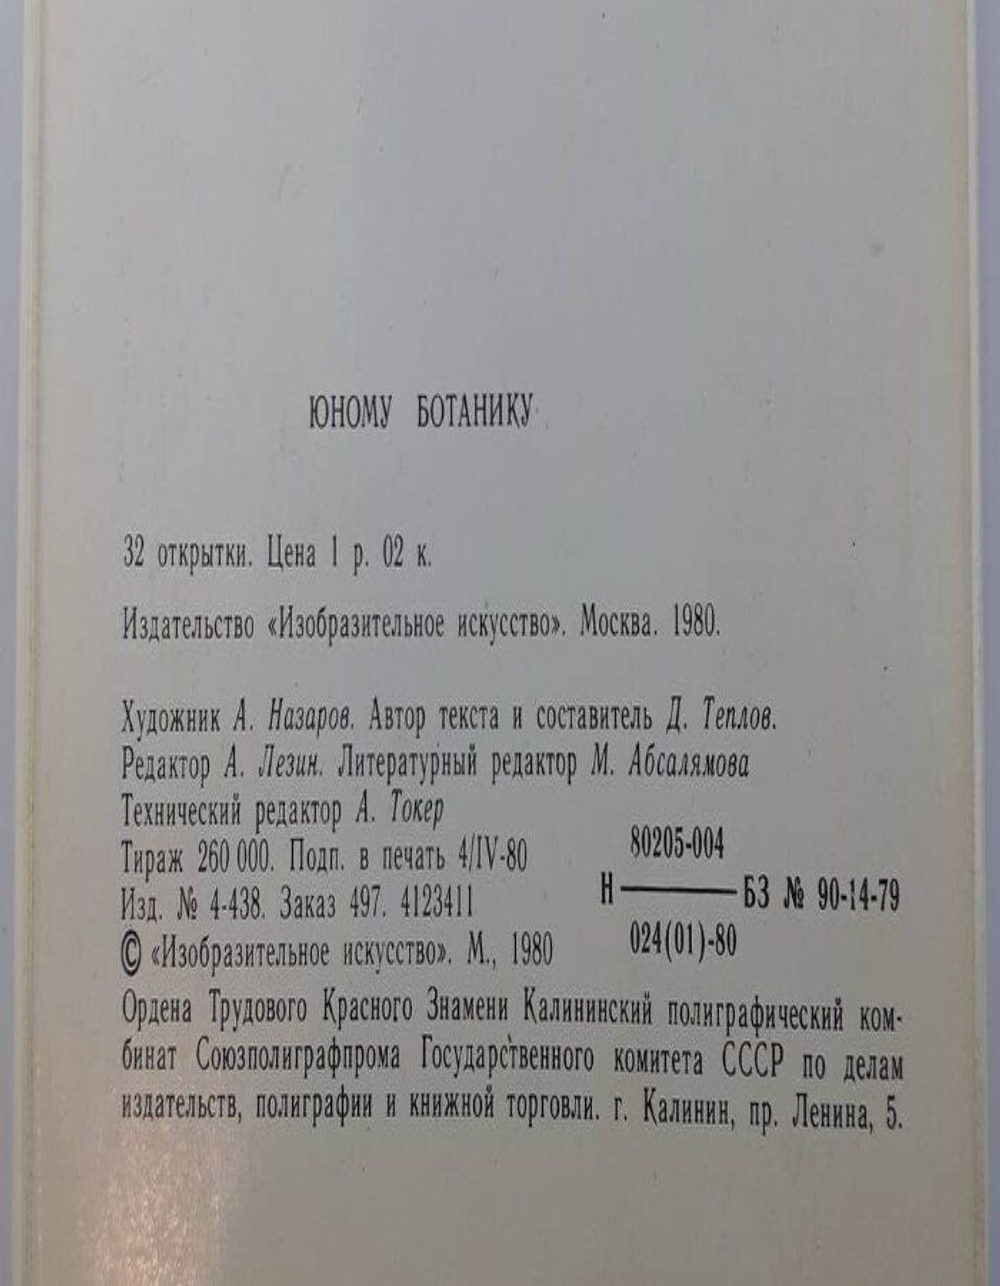 ЮНОМУ БОТАНИКУ
32 открытки. Цена 1 р. 02 к.
Издательство «Изобразительное искусство». Москва. 1980.
Художник А. Назаров. Автор текста и составитель Д. Теплов.
Редактор А. Лезин. Литературный редактор М. Абсалямова
Технический редактор А. Токер
Тираж 260 000. Подп. в печать 4/IV-80
Изд. № 4-438. Заказ 497. 4123411
© «Изобразительное искусство». М., 1980
80205-004
Н — БЗ № 90-14-79
024(01)-80
Ордена Трудового Красного Знамени Калининский полиграфический ком-
бинат Союзполиграфпрома Государственного комитета СССР по делам
издательств, полиграфии и книжной торговли. г. Калинин, пр. Ленина, 5.